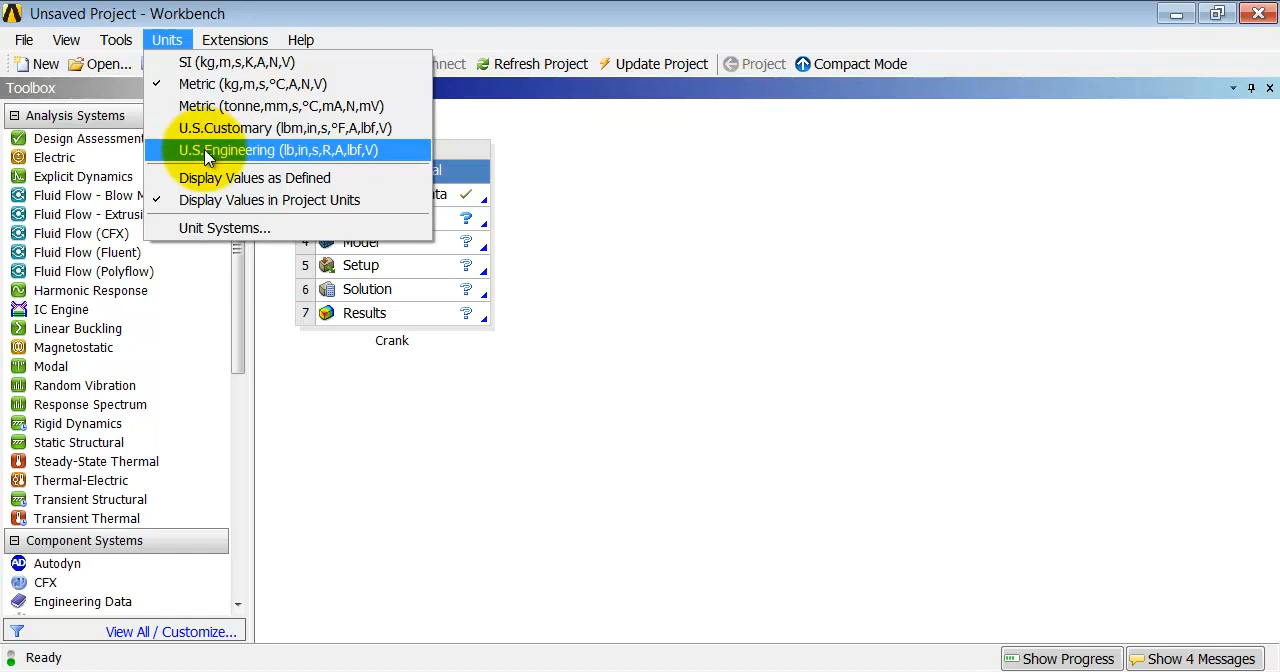 Unsaved Project - Workbench
File View Tools Units Extensions Help
New Open... nnect Refresh Project Update Project Project Compact Mode
SI (kg,m,s,K,A,N,V)
Metric (kg,m,s,°C,A,N,V)
Metric (tonne,mm,s,°C,mA,N,mV)
U.S.Customary (lbm,in,s,°F,A,lbf,V)
U.S.Engineering (lb,in,s,R,A,lbf,V)
Display Values as Defined
Display Values in Project Units
Unit Systems...
Toolbox
Analysis Systems
Design Assessment
Electric
Explicit Dynamics
Fluid Flow - Blow M
Fluid Flow - Extrusi
Fluid Flow (CFX)
Fluid Flow (Fluent)
Fluid Flow (Polyflow)
Harmonic Response
IC Engine
Linear Buckling
Magnetostatic
Modal
Random Vibration
Response Spectrum
Rigid Dynamics
Static Structural
Steady-State Thermal
Thermal-Electric
Transient Structural
Transient Thermal
Component Systems
Autodyn
CFX
Engineering Data
View All / Customize...
al
ata
4 Model
5 Setup
6 Solution
7 Results
Crank
Ready
Show Progress Show 4 Messages